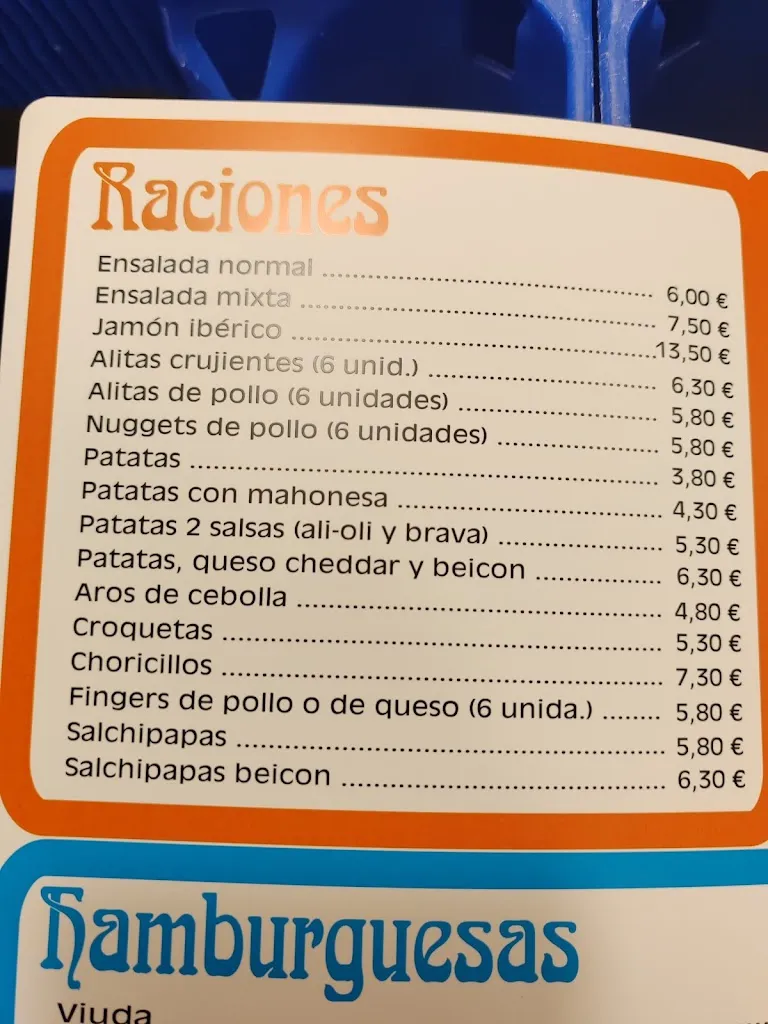 Raciones
Ensalada normal ........ 6,00 €
Ensalada mixta ........ 7,50 €
Jamón ibérico ........ 13,50 €
Alitas crujientes (6 unid.) ........ 6,30 €
Alitas de pollo (6 unidades) ........ 5,80 €
Nuggets de pollo (6 unidades) ........ 5,80 €
Patatas ........ 3,80 €
Patatas con mahonesa ........ 4,30 €
Patatas 2 salsas (ali-oli y brava) ........ 5,30 €
Patatas, queso cheddar y beicon ........ 6,30 €
Aros de cebolla ........ 4,80 €
Croquetas ........ 5,30 €
Choricillos ........ 7,30 €
Fingers de pollo o de queso (6 unida.) ........ 5,80 €
Salchipapas ........ 5,80 €
Salchipapas beicon ........ 6,30 €
Hamburguesas
Viuda